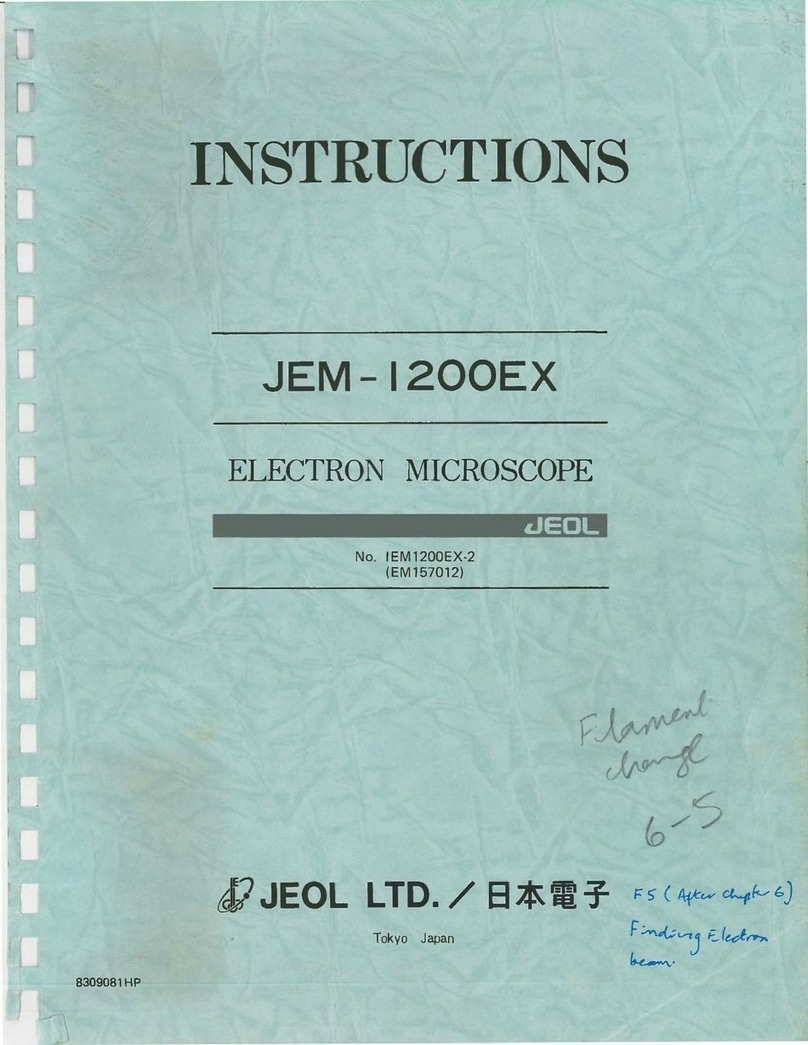 INSTRUCTIONS
JEM-1200EX
ELECTRON MICROSCOPE
JEOL
No. IEM1200EX-2
(EM157012)
Filament
change
6-5
JEOL LTD./日本電子
F5 (After chapter 6)
Finding Electron
beam.
Tokyo Japan
8309081HP